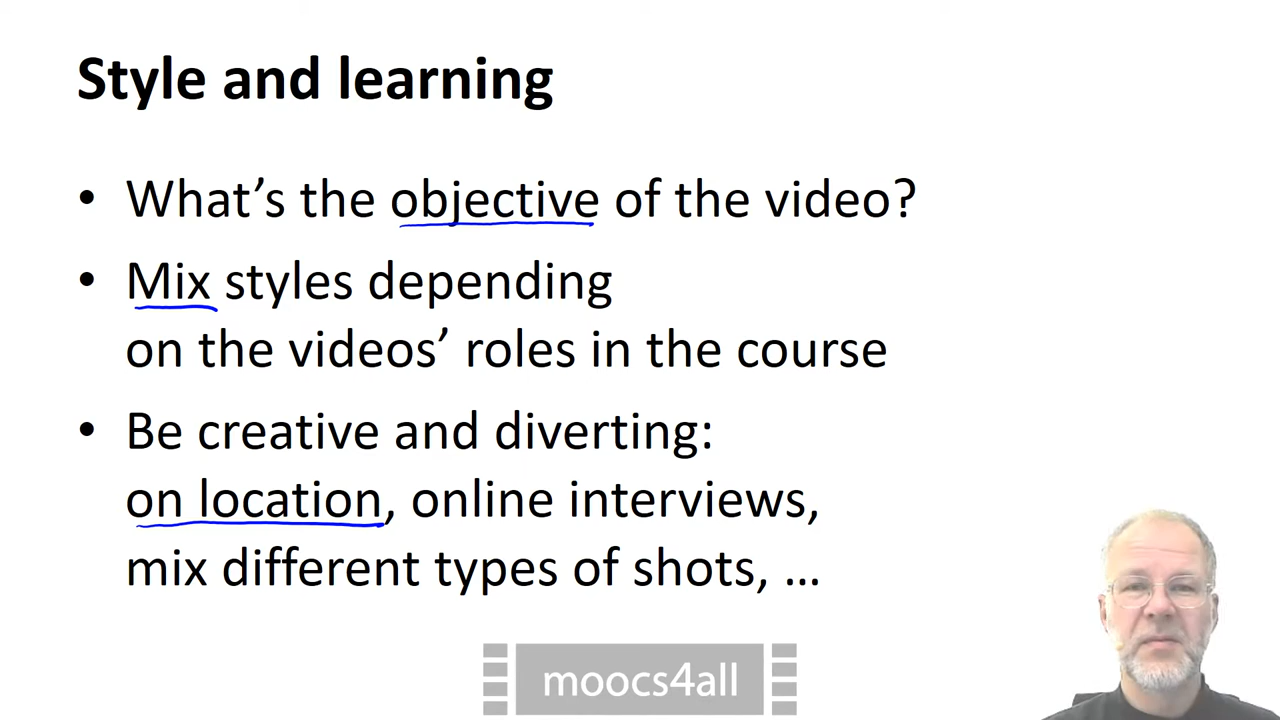 Style and learning
• What’s the objective of the video?
• Mix styles depending
on the videos’ roles in the course
• Be creative and diverting:
on location, online interviews,
mix different types of shots, …
moocs4all